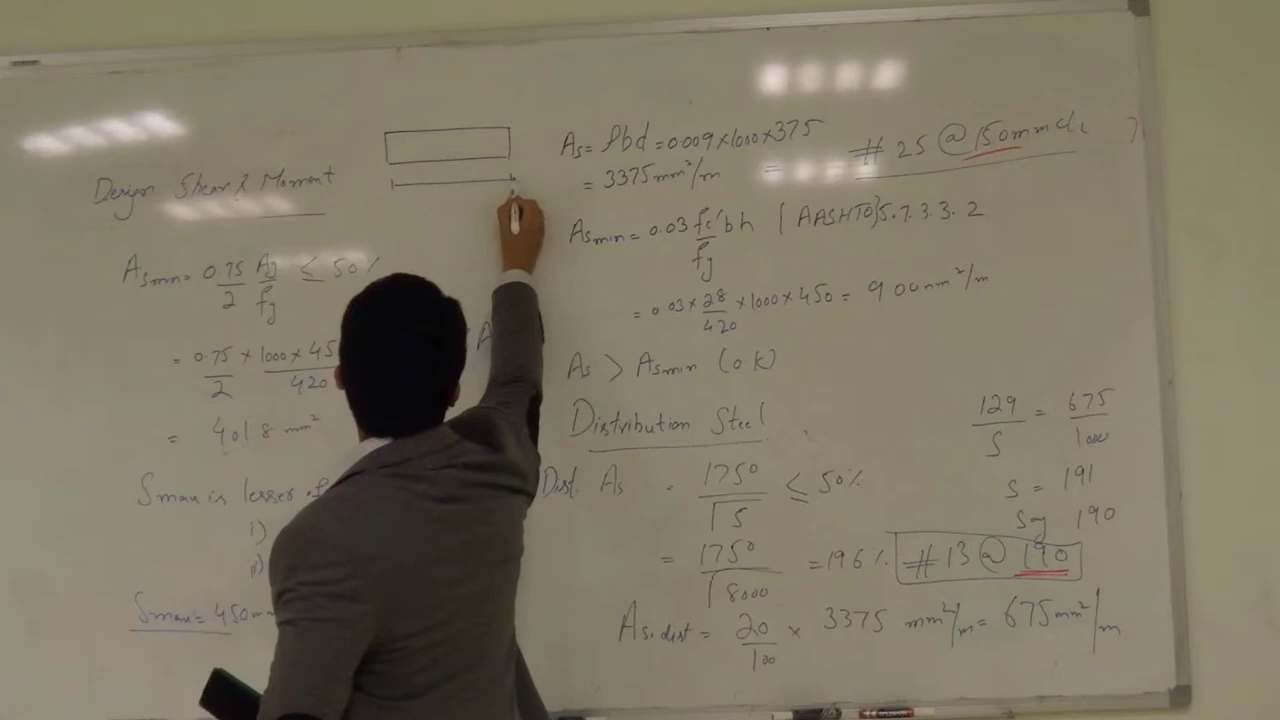 Design Shear & Moment
Asmin = 0.75/2 Ag/fy ≤ 50%
= 0.75/2 × 1000 × 45/420
= 401.8 mm²
Smax is lesser
i)
ii)
Smax = 450m
As = ρbd = 0.009×1000×375
= 3375 mm²/m = # 25 @ 150mm c/c
Asmin = 0.03 fc'/fy bh (AASHTO) 5.7.3.3.2
= 0.03 × 28/420 × 1000 × 450 = 900 mm²/m
As > Asmin (ok)
Distribution Steel
Dist. As = 1750/√S ≤ 50%
= 1750/√8000 = 19.6%
As.dist = 20/100 × 3375 mm²/m = 675 mm²/m
129/S = 675/1000
S = 191
Say 190
# 13 @ 190